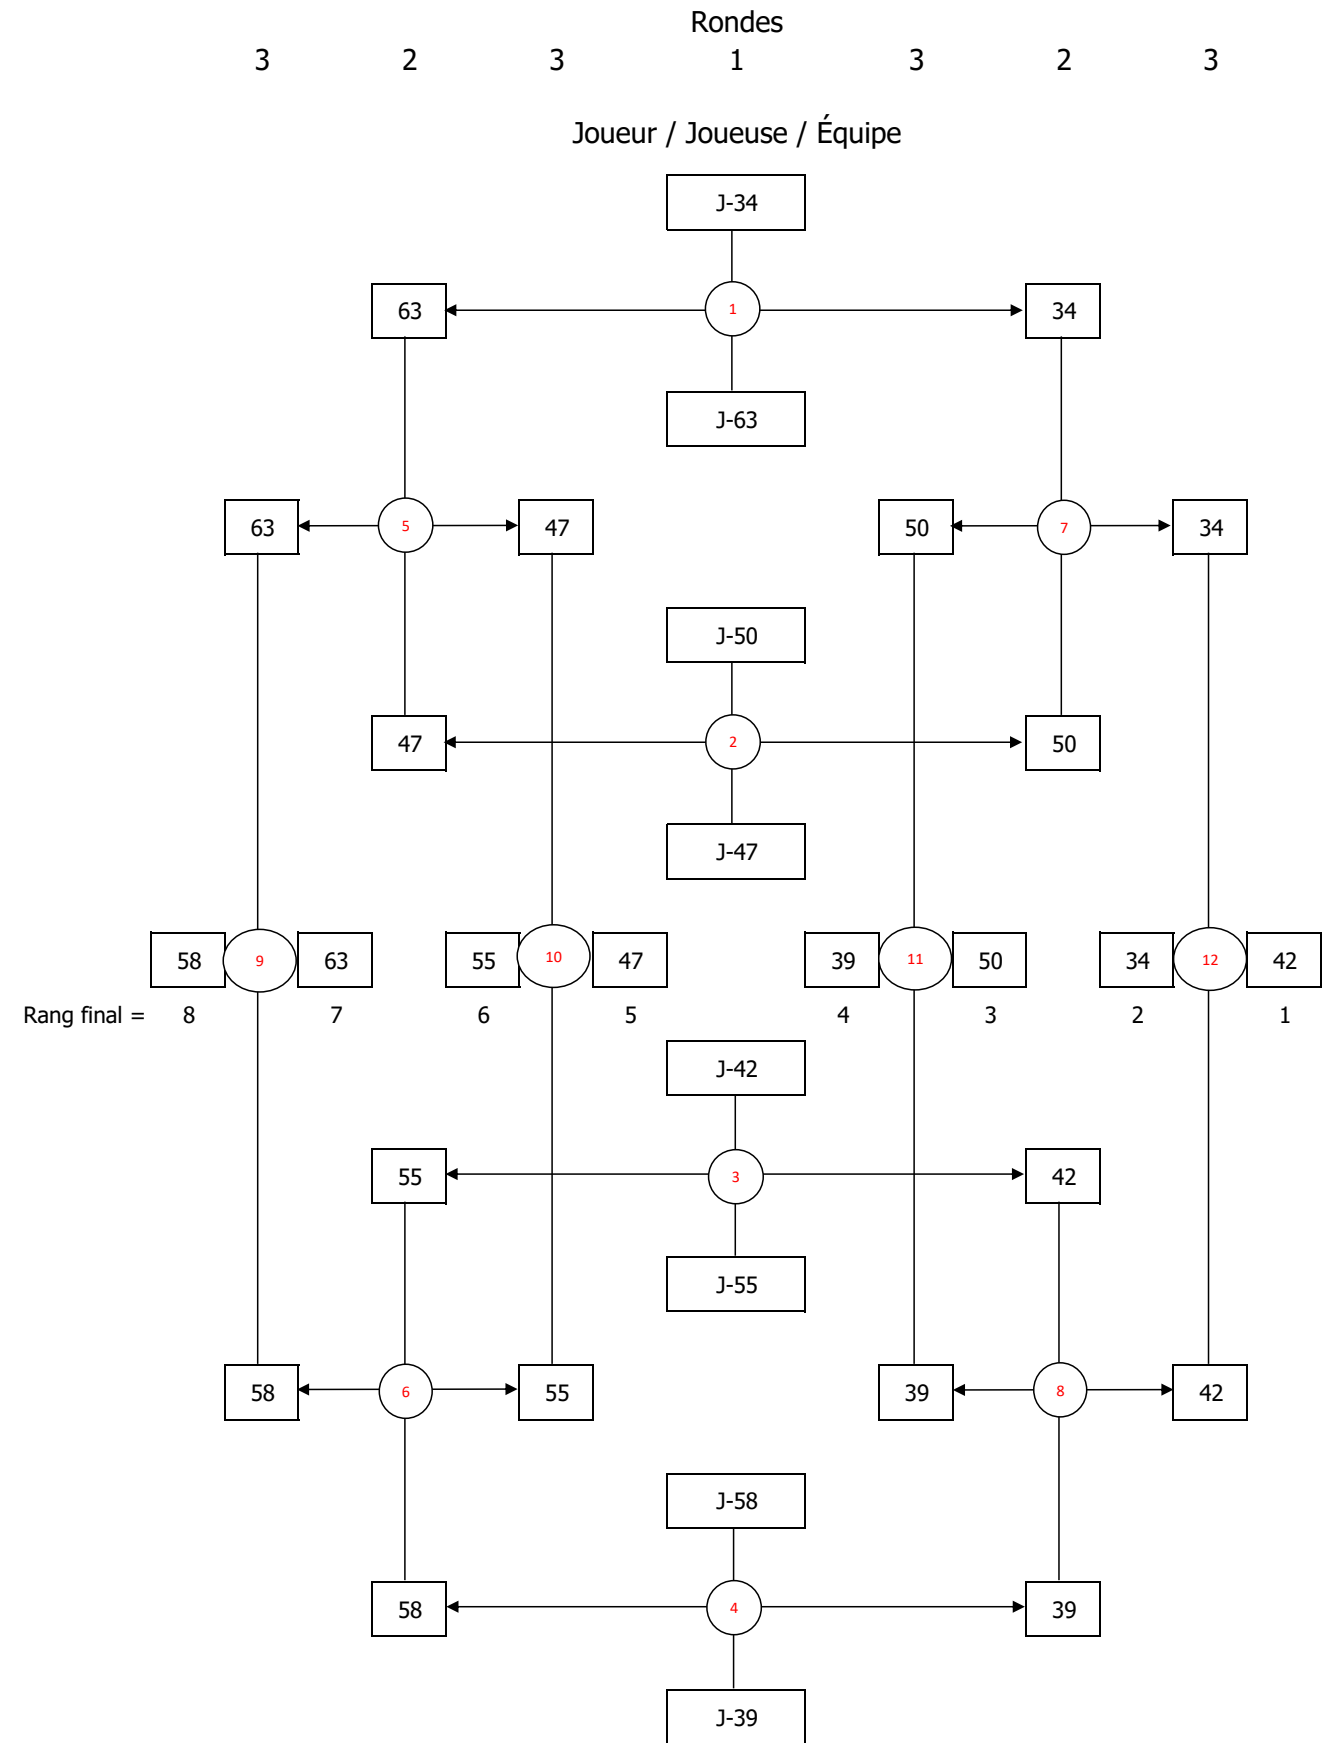 Rondes
3 2 3 1 3 2 3
Joueur / Joueuse / Équipe
J-34
63 1 34
J-63
63 5 47 50 7 34
J-50
47 2 50
J-47
58 9 63 55 10 47 39 11 50 34 12 42
Rang final = 8 7 6 5 4 3 2 1
J-42
55 3 42
J-55
58 6 55 39 8 42
J-58
58 4 39
J-39